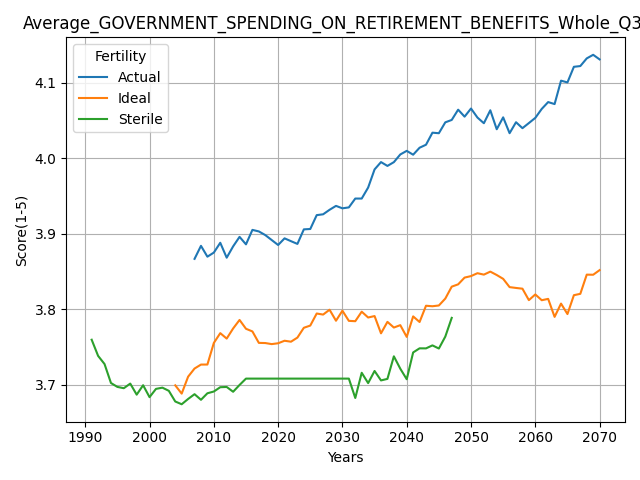 Average_GOVERNMENT_SPENDING_ON_RETIREMENT_BENEFITS_Whole_Q3
Fertility
Actual
Ideal
Sterile
4.1
4.0
3.9
3.8
3.7
Score(1-5)
1990 2000 2010 2020 2030 2040 2050 2060 2070
Years